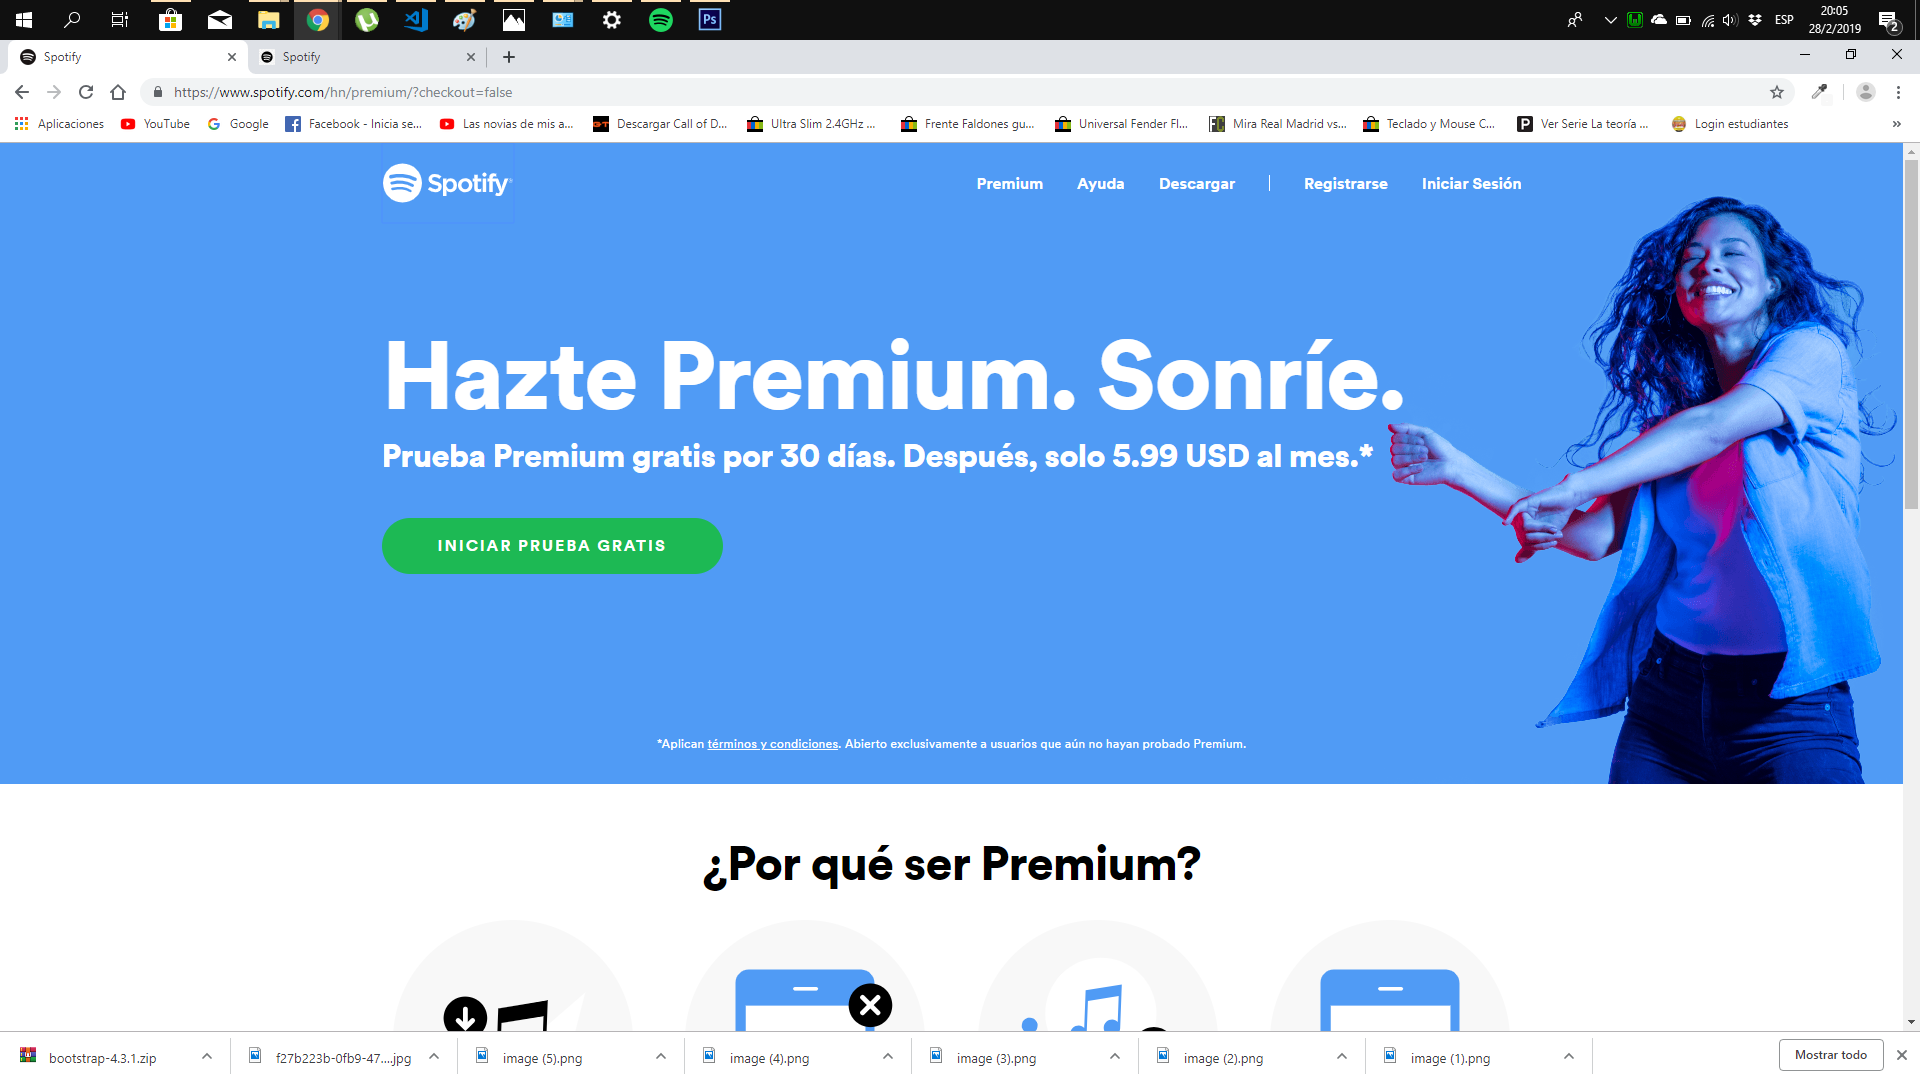 20:05
ESP
28/2/2019
2
Ps
Spotify
Spotify
https://www.spotify.com/hn/premium/?checkout=false
Aplicaciones
YouTube
Google
Facebook - Inicia se...
Las novias de mis a...
Descargar Call of D...
Ultra Slim 2.4GHz ...
Frente Faldones gu...
Universal Fender Fl...
Mira Real Madrid vs...
Teclado y Mouse C...
Ver Serie La teoría ...
Login estudiantes
»
Spotify
Premium
Ayuda
Descargar
Registrarse
Iniciar Sesión
Hazte Premium. Sonríe.
Prueba Premium gratis por 30 días. Después, solo 5.99 USD al mes.*
INICIAR PRUEBA GRATIS
*Aplican términos y condiciones. Abierto exclusivamente a usuarios que aún no hayan probado Premium.
¿Por qué ser Premium?
bootstrap-4.3.1.zip
f27b223b-0fb9-47....jpg
image (5).png
image (4).png
image (3).png
image (2).png
image (1).png
Mostrar todo